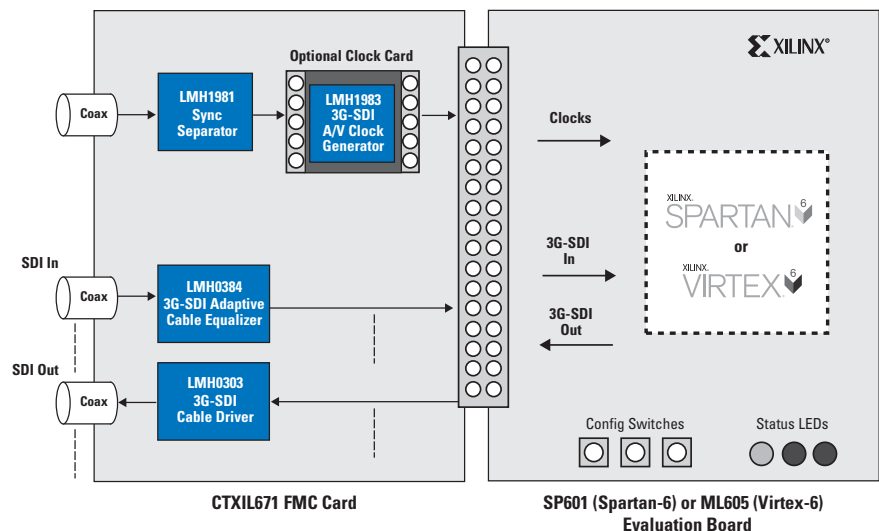 Optional Clock Card
XILINX®
Coax
LMH1981
Sync
Separator
LMH1983
3G-SDI
A/V Clock
Generator
Clocks
XILINX
SPARTAN 6
or
XILINX
VIRTEX 6
SDI In
Coax
LMH0384
3G-SDI Adaptive
Cable Equalizer
3G-SDI
In
3G-SDI
Out
SDI Out
Coax
LMH0303
3G-SDI
Cable Driver
Config Switches
Status LEDs
CTXIL671 FMC Card
SP601 (Spartan-6) or ML605 (Virtex-6)
Evaluation Board